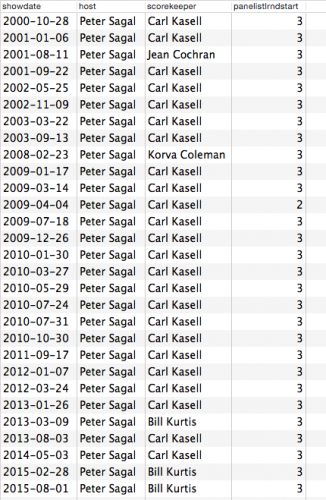 showdate host scorekeeper panelistlrndstart
2000-10-28 Peter Sagal Carl Kasell 3
2001-01-06 Peter Sagal Carl Kasell 3
2001-08-11 Peter Sagal Jean Cochran 3
2001-09-22 Peter Sagal Carl Kasell 3
2002-05-25 Peter Sagal Carl Kasell 3
2002-11-09 Peter Sagal Carl Kasell 3
2003-03-22 Peter Sagal Carl Kasell 3
2003-09-13 Peter Sagal Carl Kasell 3
2008-02-23 Peter Sagal Korva Coleman 3
2009-01-17 Peter Sagal Carl Kasell 3
2009-03-14 Peter Sagal Carl Kasell 3
2009-04-04 Peter Sagal Carl Kasell 2
2009-07-18 Peter Sagal Carl Kasell 3
2009-12-26 Peter Sagal Carl Kasell 3
2010-01-30 Peter Sagal Carl Kasell 3
2010-03-27 Peter Sagal Carl Kasell 3
2010-05-29 Peter Sagal Carl Kasell 3
2010-07-24 Peter Sagal Carl Kasell 3
2010-07-31 Peter Sagal Carl Kasell 3
2010-10-30 Peter Sagal Carl Kasell 3
2011-09-17 Peter Sagal Carl Kasell 3
2012-01-07 Peter Sagal Carl Kasell 3
2012-03-24 Peter Sagal Carl Kasell 3
2013-01-26 Peter Sagal Carl Kasell 3
2013-03-09 Peter Sagal Bill Kurtis 3
2013-08-03 Peter Sagal Carl Kasell 3
2014-05-03 Peter Sagal Carl Kasell 3
2015-02-28 Peter Sagal Bill Kurtis 3
2015-08-01 Peter Sagal Bill Kurtis 3